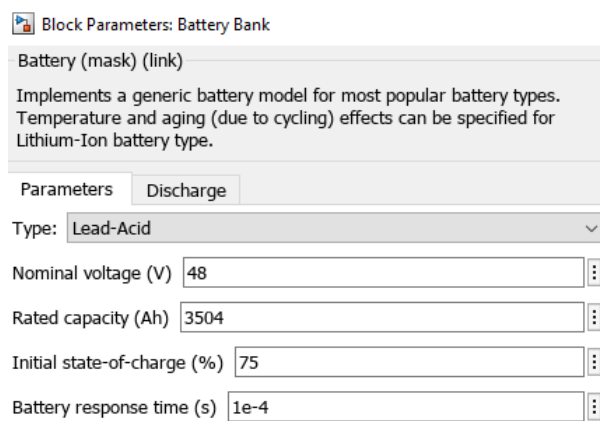 Block Parameters: Battery Bank
Battery (mask) (link)
Implements a generic battery model for most popular battery types.
Temperature and aging (due to cycling) effects can be specified for
Lithium-Ion battery type.
Parameters Discharge
Type: Lead-Acid
Nominal voltage (V) 48
Rated capacity (Ah) 3504
Initial state-of-charge (%) 75
Battery response time (s) 1e-4